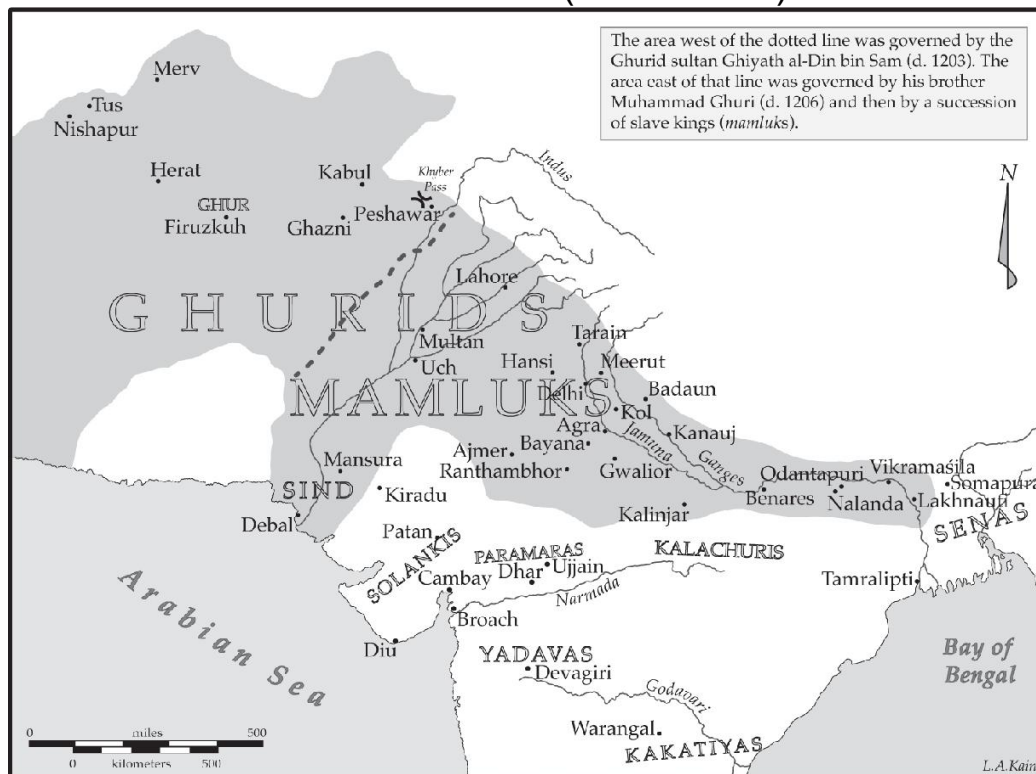 The area west of the dotted line was governed by the
Ghurid sultan Ghiyath al-Din bin Sam (d. 1203). The
area east of that line was governed by his brother
Muhammad Ghuri (d. 1206) and then by a succession
of slave kings (mamluks).
Merv
Tus
Nishapur
Herat
Kabul
Khyber
Pass
Indus
N
GHUR
Firuzkuh
Ghazni
Peshawar
Lahore
GHURIDS
Multan
Uch
Tarain
Hansi
Meerut
Delhi
Badaun
MAMLUKS
Kol
Agra
Jamuna
Kanauj
Bayana
Ajmer
Ranthambhor
Gwalior
Ganges
Mansura
SIND
Kiradu
Debal
Patan
Kalinjar
Benares
Odantapuri
Nalanda
Vikramaśila
Somapura
Lakhnauti
SENAS
SOLANKIS
PARAMARAS
KALACHURIS
Cambay
Dhar
Ujjain
Narmada
Tamralipti
Broach
Diu
Arabian Sea
YADAVAS
Devagiri
Godavari
Bay of
Bengal
Warangal
KAKATIYAS
0 miles 500
0 kilometers 500